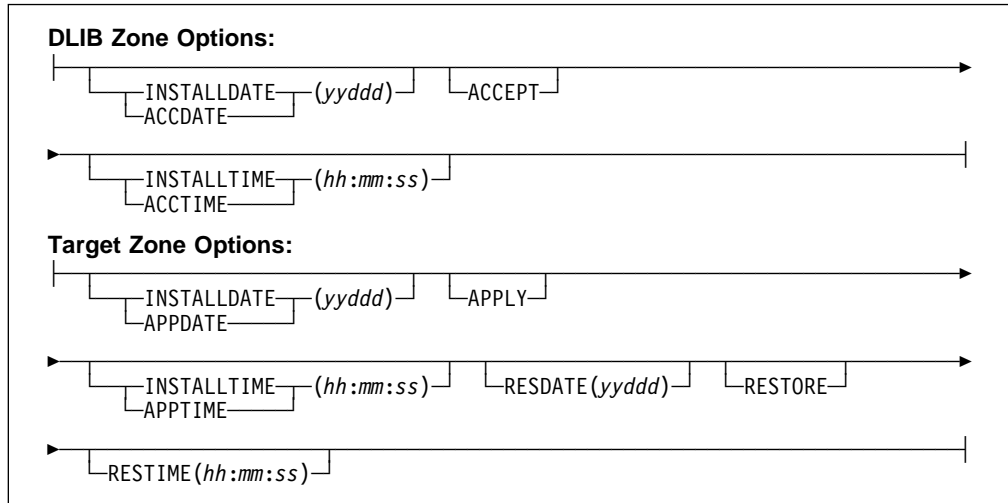 DLIB Zone Options:
INSTALLDATE (yyddd) ACCEPT
ACCDATE
INSTALLTIME (hh:mm:ss)
ACCTIME
Target Zone Options:
INSTALLDATE (yyddd) APPLY
APPDATE
INSTALLTIME (hh:mm:ss) RESDATE(yyddd) RESTORE
APPTIME
RESTIME(hh:mm:ss)